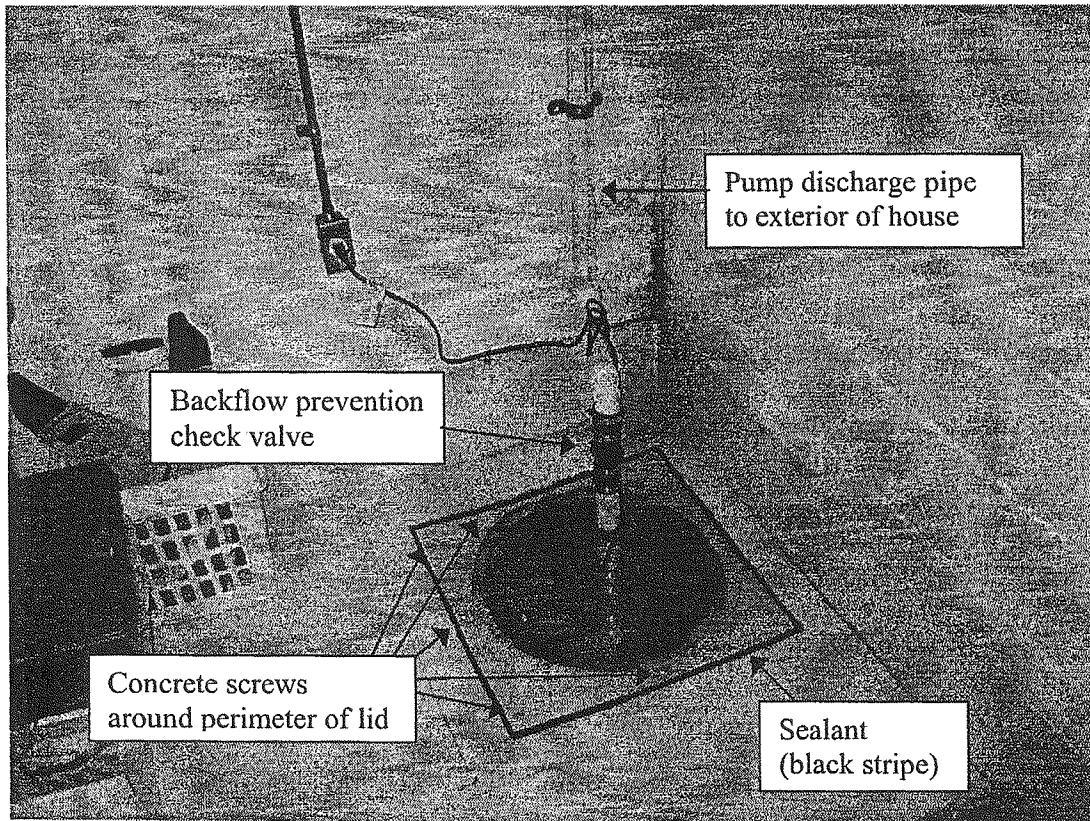 Pump discharge pipe
to exterior of house
Backflow prevention
check valve
Concrete screws
around perimeter of lid
Sealant
(black stripe)